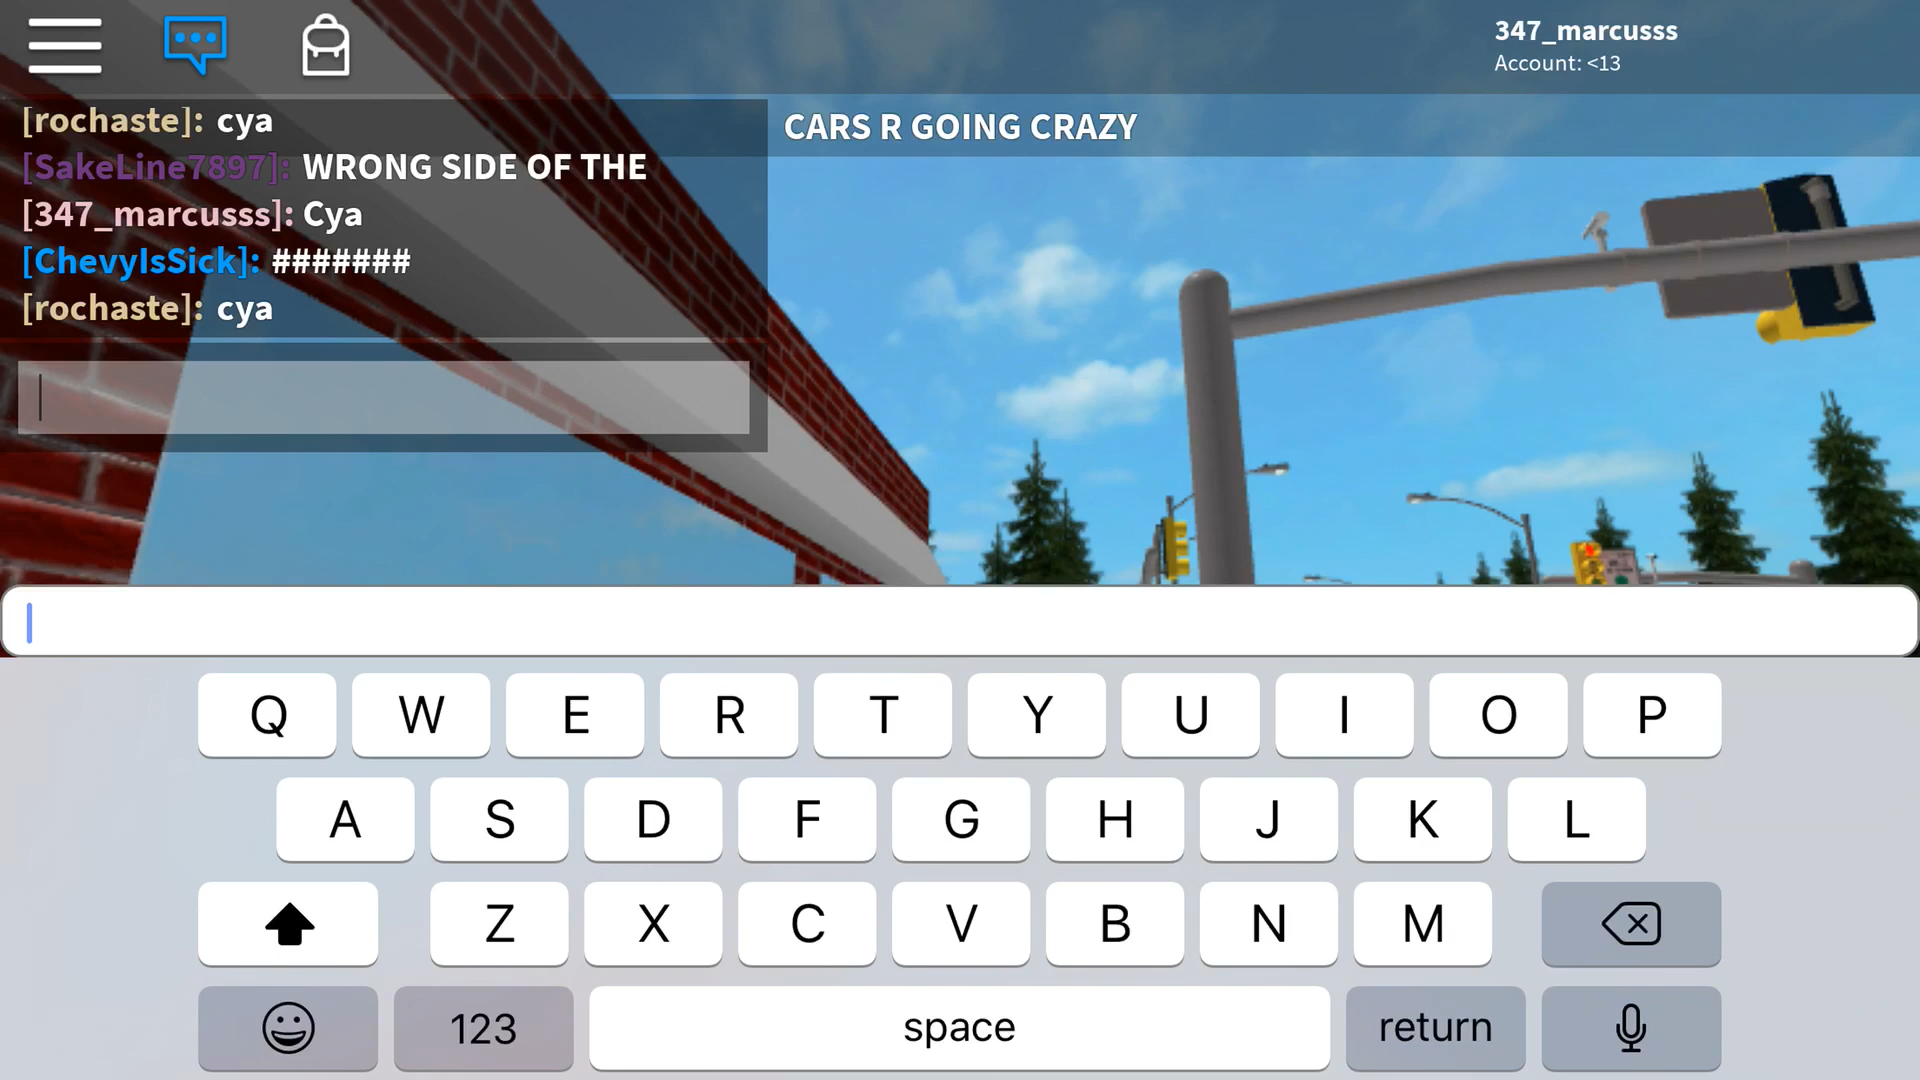 347_marcusss
Account: <13
[rochaste]: cya
CARS R GOING CRAZY
[SakeLine7897]: WRONG SIDE OF THE
[347_marcusss]: Cya
[ChevyIsSick]: #######
[rochaste]: cya
Q W E R T Y U I O P
A S D F G H J K L
Z X C V B N M
123 space return